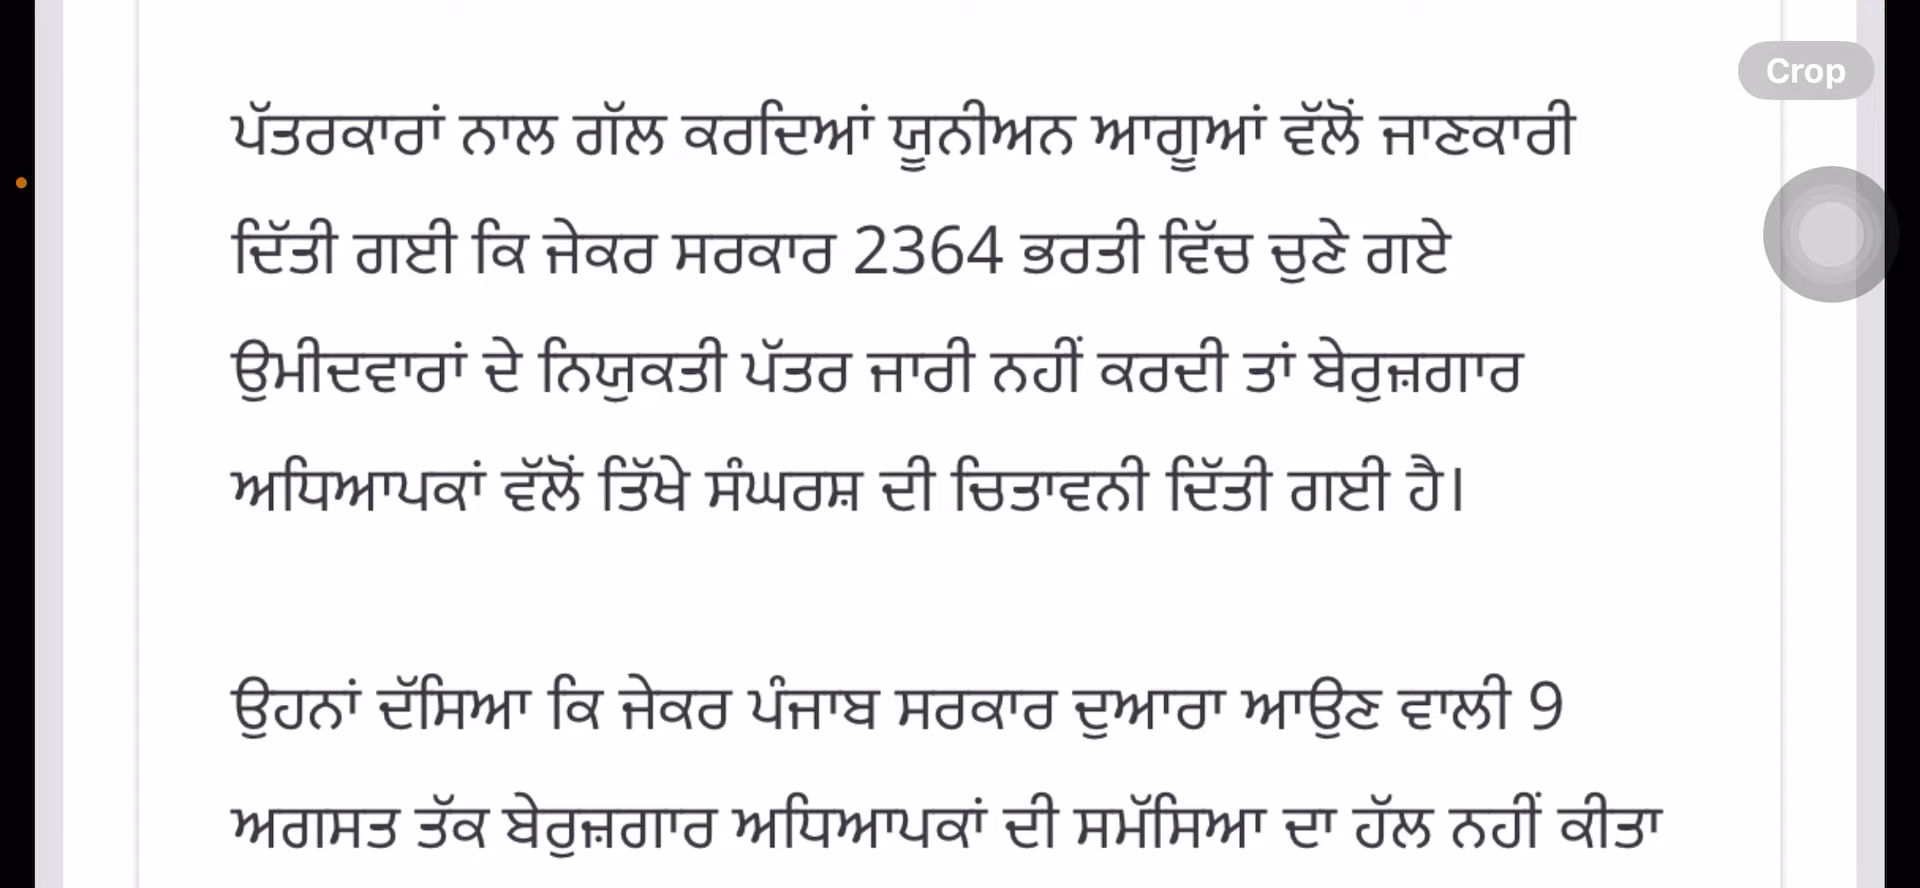 Crop
ਪੱਤਰਕਾਰਾਂ ਨਾਲ ਗੱਲ ਕਰਦਿਆਂ ਯੂਨੀਅਨ ਆਗੂਆਂ ਵੱਲੋਂ ਜਾਣਕਾਰੀ
ਦਿੱਤੀ ਗਈ ਕਿ ਜੇਕਰ ਸਰਕਾਰ 2364 ਭਰਤੀ ਵਿੱਚ ਚੁਣੇ ਗਏ
ਉਮੀਦਵਾਰਾਂ ਦੇ ਨਿਯੁਕਤੀ ਪੱਤਰ ਜਾਰੀ ਨਹੀਂ ਕਰਦੀ ਤਾਂ ਬੇਰੁਜ਼ਗਾਰ
ਅਧਿਆਪਕਾਂ ਵੱਲੋਂ ਤਿੱਖੇ ਸੰਘਰਸ਼ ਦੀ ਚਿਤਾਵਨੀ ਦਿੱਤੀ ਗਈ ਹੈ।
ਉਹਨਾਂ ਦੱਸਿਆ ਕਿ ਜੇਕਰ ਪੰਜਾਬ ਸਰਕਾਰ ਦੁਆਰਾ ਆਉਣ ਵਾਲੀ 9
ਅਗਸਤ ਤੱਕ ਬੇਰੁਜ਼ਗਾਰ ਅਧਿਆਪਕਾਂ ਦੀ ਸਮੱਸਿਆ ਦਾ ਹੱਲ ਨਹੀਂ ਕੀਤਾ